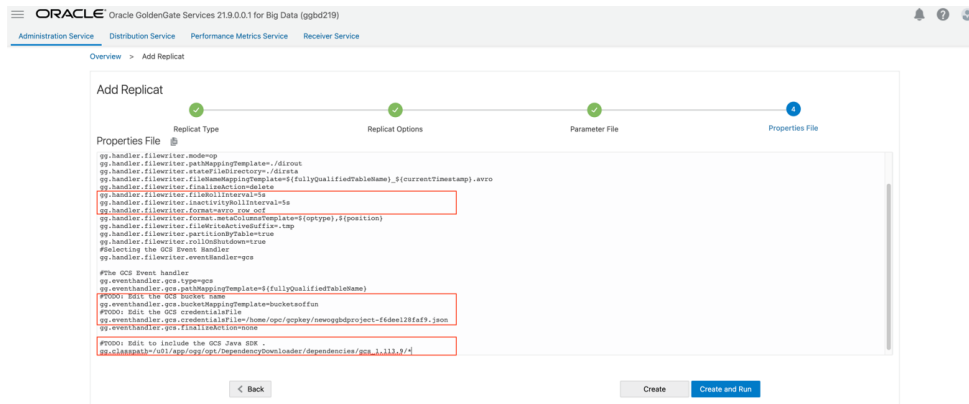 ORACLE Oracle GoldenGate Services 21.9.0.0.1 for Big Data (ggbd219)
Administration Service Distribution Service Performance Metrics Service Receiver Service
Overview > Add Replicat
Add Replicat
4
Replicat Type Replicat Options Parameter File Properties File
Properties File
gg.handler.filewriter.mode=op
gg.handler.filewriter.pathMappingTemplate=./dirout
gg.handler.filewriter.stateFileDirectory=./dirsta
gg.handler.filewriter.fileNameMappingTemplate=${fullyQualifiedTableName}_${currentTimestamp}.avro
gg.handler.filewriter.finalizeAction=delete
gg.handler.filewriter.fileRollInterval=5s
gg.handler.filewriter.inactivityRollInterval=5s
gg.handler.filewriter.format=avro_row_ocf
gg.handler.filewriter.format.metaColumnsTemplate=${optype},${position}
gg.handler.filewriter.fileWriteActiveSuffix=.tmp
gg.handler.filewriter.partitionByTable=true
gg.handler.filewriter.rollOnShutdown=true
#Selecting the GCS Event Handler
gg.handler.filewriter.eventHandler=gcs
#The GCS Event handler
gg.eventhandler.gcs.type=gcs
gg.eventhandler.gcs.pathMappingTemplate=${fullyQualifiedTableName}
#TODO: Edit the GCS bucket name
gg.eventhandler.gcs.bucketMappingTemplate=bucketsoffun
#TODO: Edit the GCS credentialsFile
gg.eventhandler.gcs.credentialsFile=/home/opc/gcpkey/newoggbdproject-f6dee128faf9.json
gg.eventhandler.gcs.finalizeAction=none
#TODO: Edit to include the GCS Java SDK .
gg.classpath=/u01/app/ogg/opt/DependencyDownloader/dependencies/gcs_1.113.9/*
< Back Create Create and Run